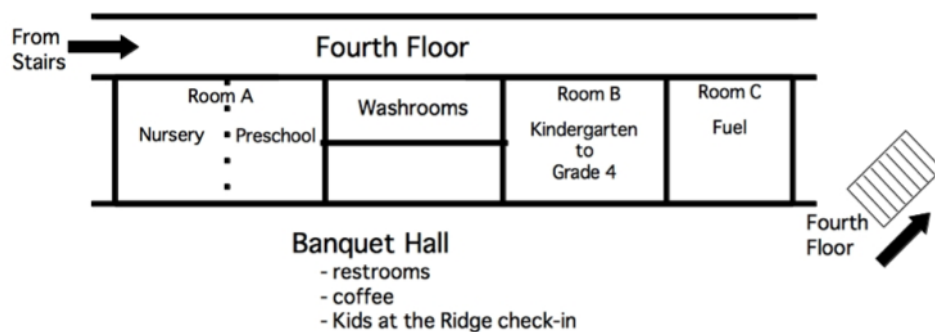 From
Stairs
Fourth Floor
Room A
Nursery
Preschool
Washrooms
Room B
Kindergarten
to
Grade 4
Room C
Fuel
Fourth
Floor
Banquet Hall
- restrooms
- coffee
- Kids at the Ridge check-in